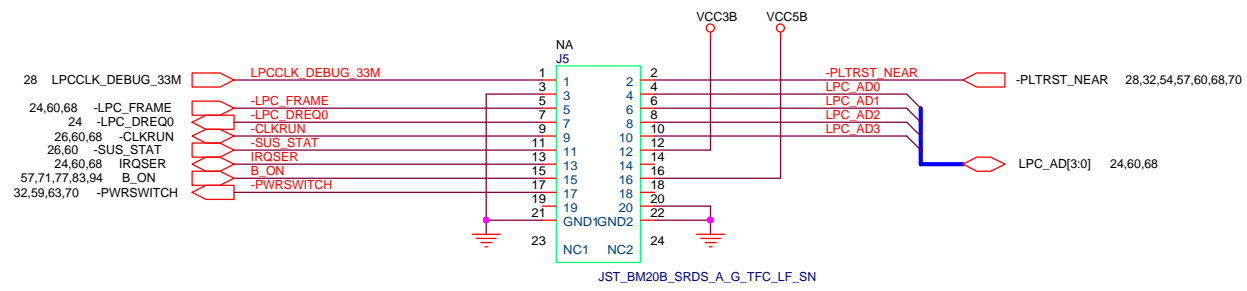 VCC3B VCC5B
NA
J5
28 LPCCLK_DEBUG_33M LPCCLK_DEBUG_33M 1 1 2 2 -PLTRST_NEAR -PLTRST_NEAR 28,32,54,57,60,68,70
3 3 4 4 LPC_AD0
24,60,68 -LPC_FRAME -LPC_FRAME 5 5 6 6 LPC_AD1
24 -LPC_DREQ0 -LPC_DREQ0 7 7 8 8 LPC_AD2
26,60,68 -CLKRUN -CLKRUN 9 9 10 10 LPC_AD3
26,60 -SUS_STAT -SUS_STAT 11 11 12 12
24,60,68 IRQSER IRQSER 13 13 14 14 LPC_AD[3:0] 24,60,68
57,71,77,83,94 B_ON B_ON 15 15 16 16
32,59,63,70 -PWRSWITCH -PWRSWITCH 17 17 18 18
19 19 20 20
21 GND1 GND2 22
23 NC1 NC2 24
JST_BM20B_SRDS_A_G_TFC_LF_SN